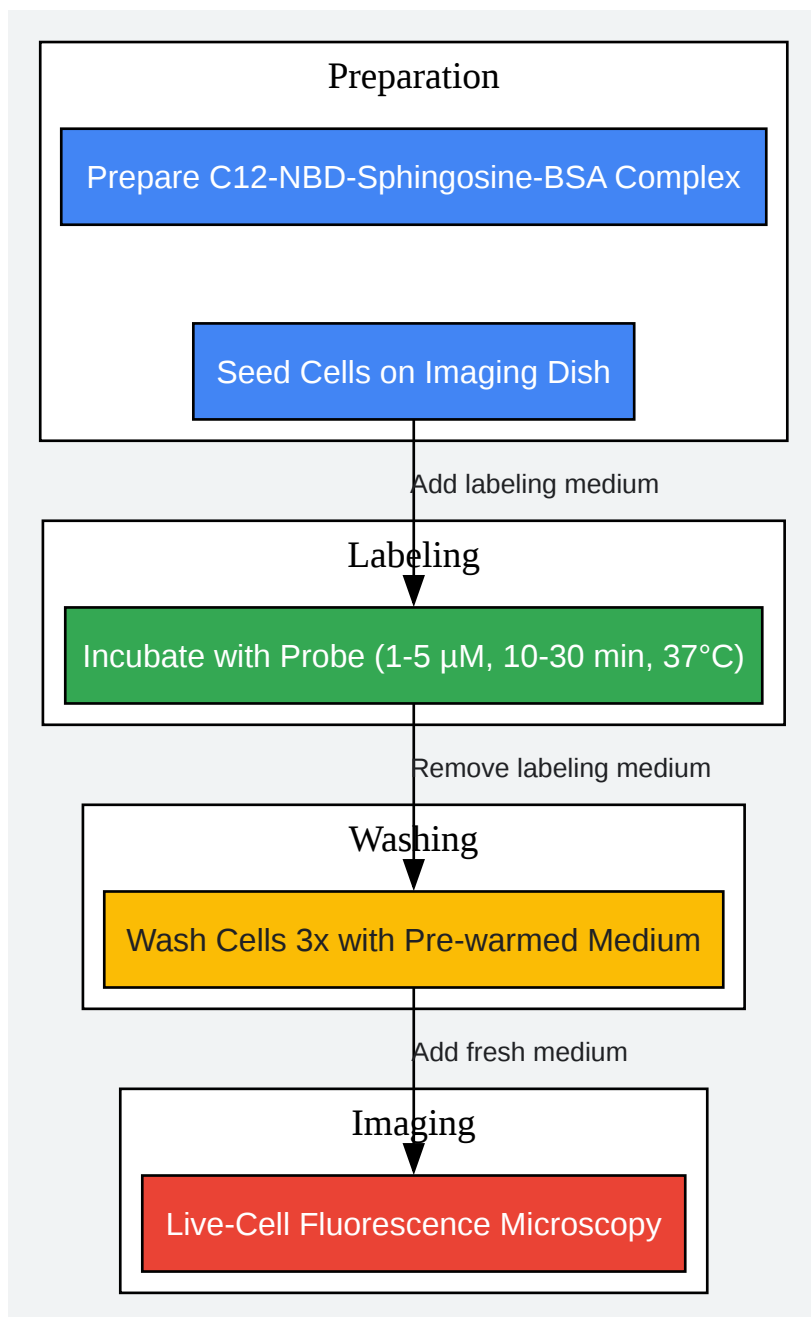 Preparation
Prepare C12-NBD-Sphingosine-BSA Complex
Seed Cells on Imaging Dish
Add labeling medium
Labeling
Incubate with Probe (1-5 µM, 10-30 min, 37°C)
Remove labeling medium
Washing
Wash Cells 3x with Pre-warmed Medium
Add fresh medium
Imaging
Live-Cell Fluorescence Microscopy